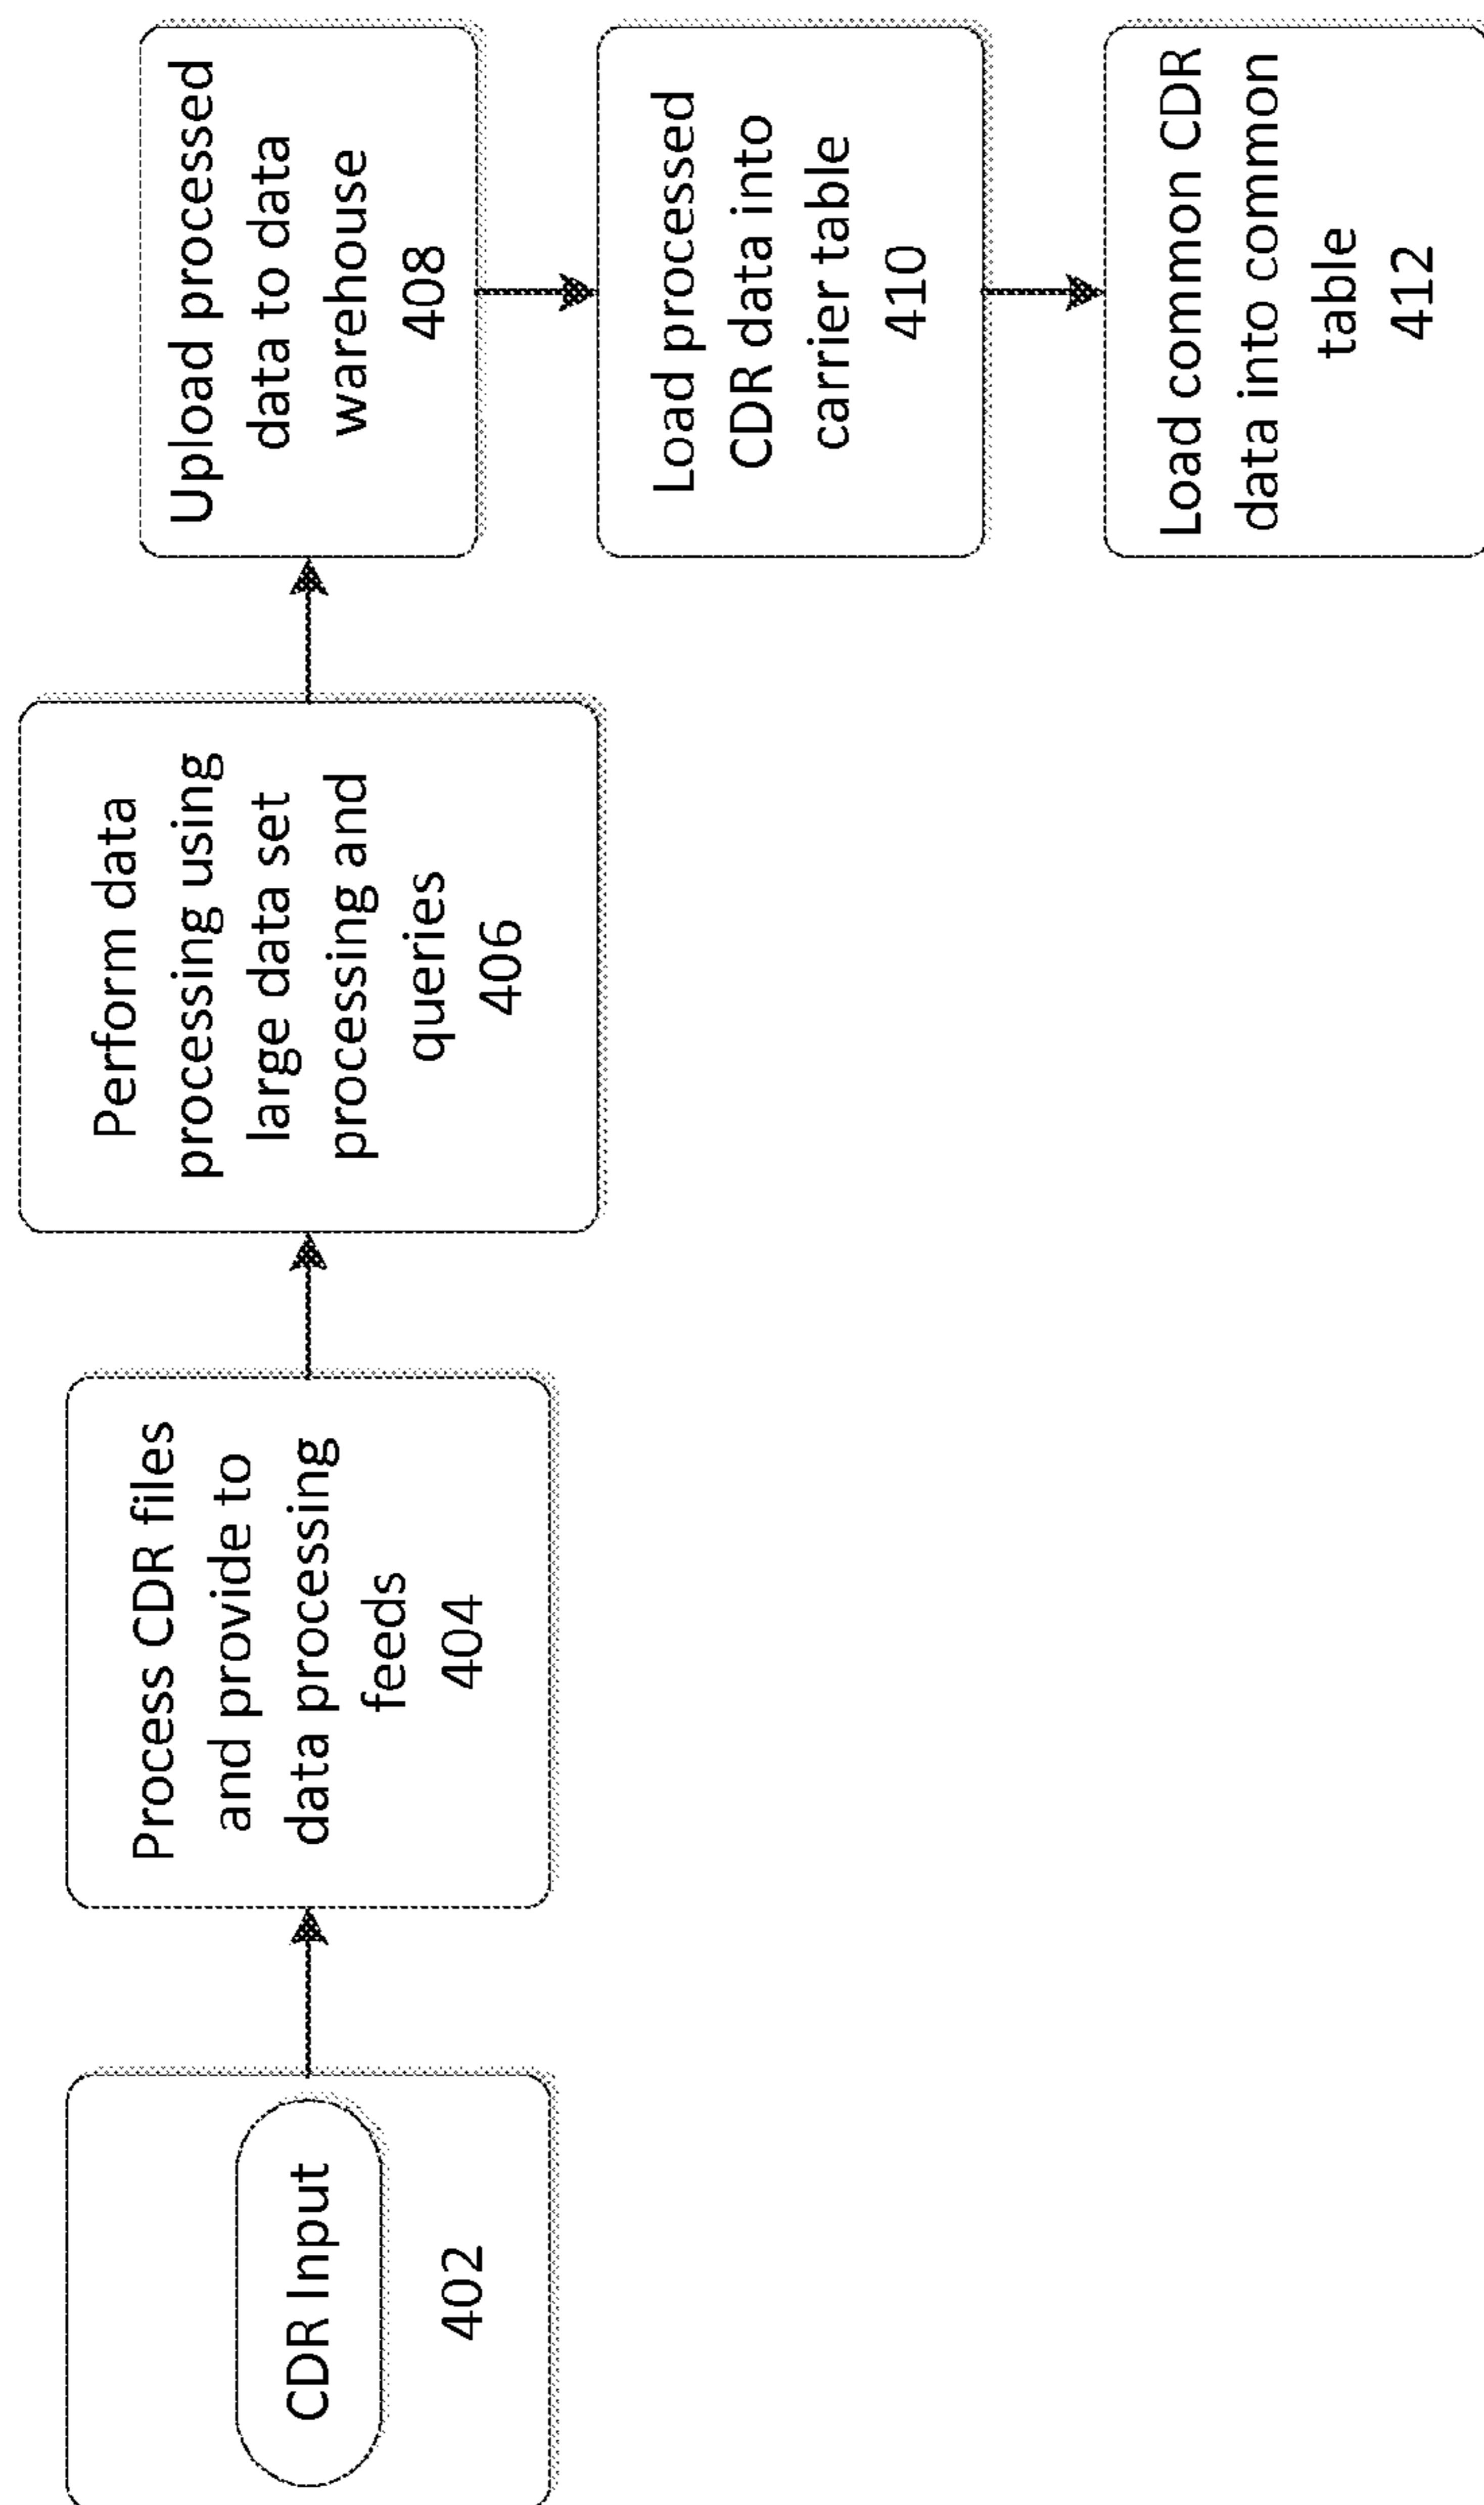 CDR Input
402
Process CDR files
and provide to
data processing
feeds
404
Perform data
processing using
large data set
processing and
queries
406
Upload processed
data to data
warehouse
408
Load processed
CDR data into
carrier table
410
Load common CDR
data into common
table
412